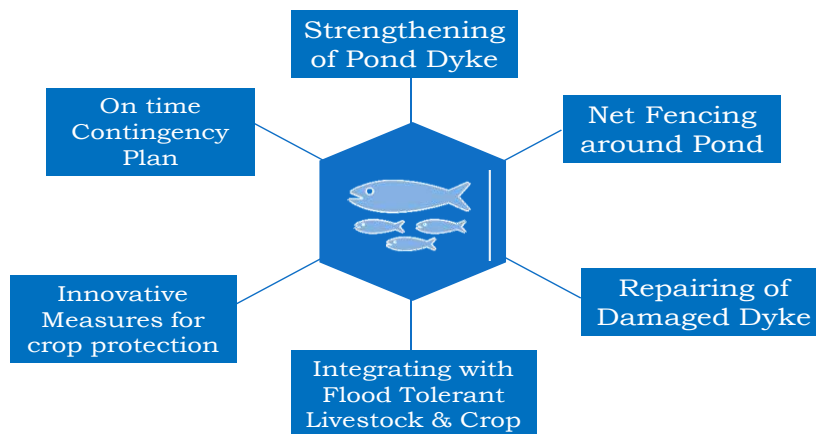 Strengthening
of Pond Dyke
On time
Contingency
Plan
Net Fencing
around Pond
Innovative
Measures for
crop protection
Repairing of
Damaged Dyke
Integrating with
Flood Tolerant
Livestock & Crop